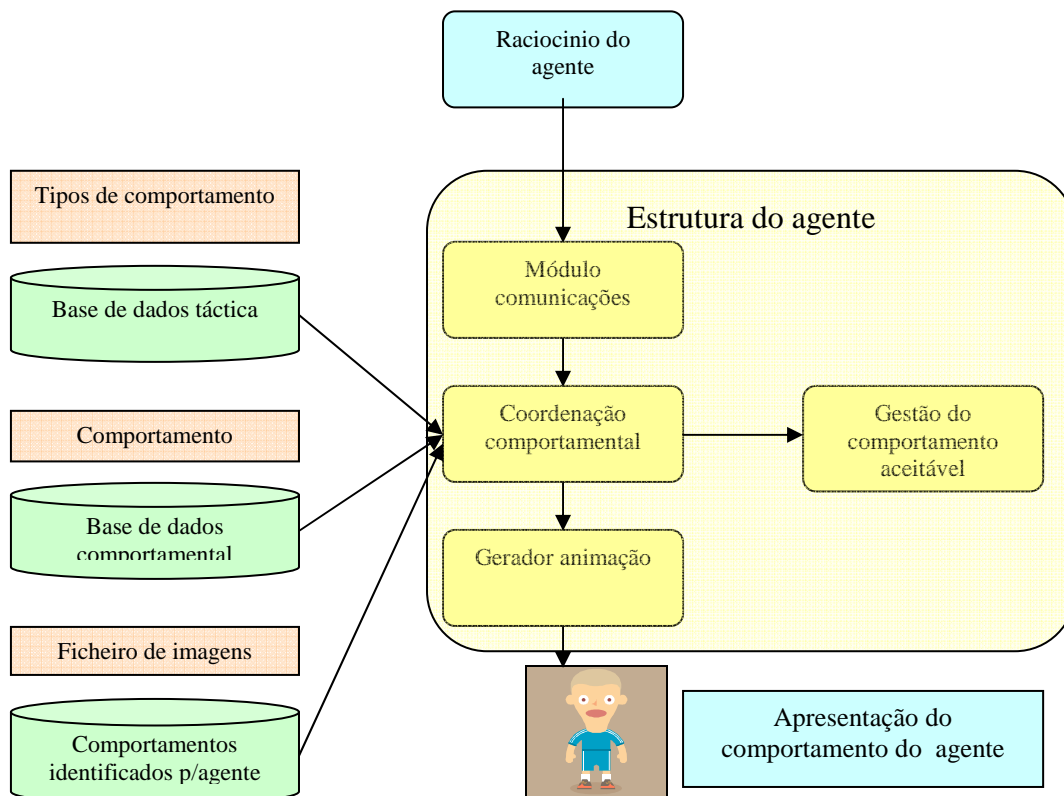 Raciocinio do
agente
Tipos de comportamento
Estrutura do agente
Módulo
comunicações
Base de dados táctica
Comportamento
Coordenação
comportamental
Gestão do
comportamento
aceitável
Base de dados
comportamental
Gerador animação
Ficheiro de imagens
Comportamentos
identificados p/agente
Apresentação do
comportamento do agente